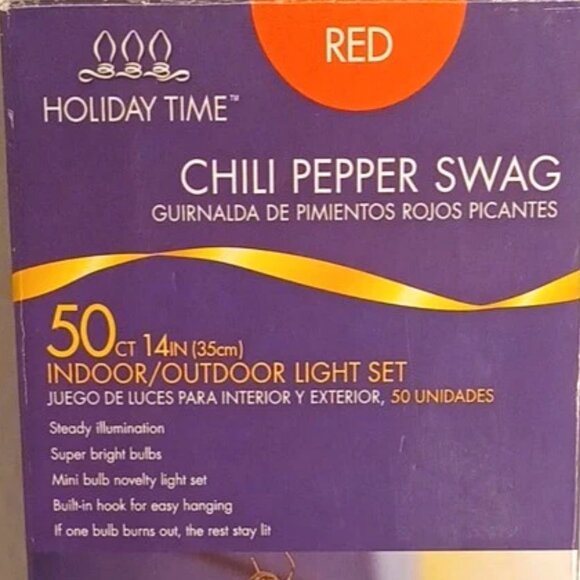 RED
HOLIDAY TIME™
CHILI PEPPER SWAG
GUIRNALDA DE PIMIENTOS ROJOS PICANTES
50 CT 14IN (35cm)
INDOOR/OUTDOOR LIGHT SET
JUEGO DE LUCES PARA INTERIOR Y EXTERIOR, 50 UNIDADES
Steady illumination
Super bright bulbs
Mini bulb novelty light set
Built-in hook for easy hanging
If one bulb burns out, the rest stay lit